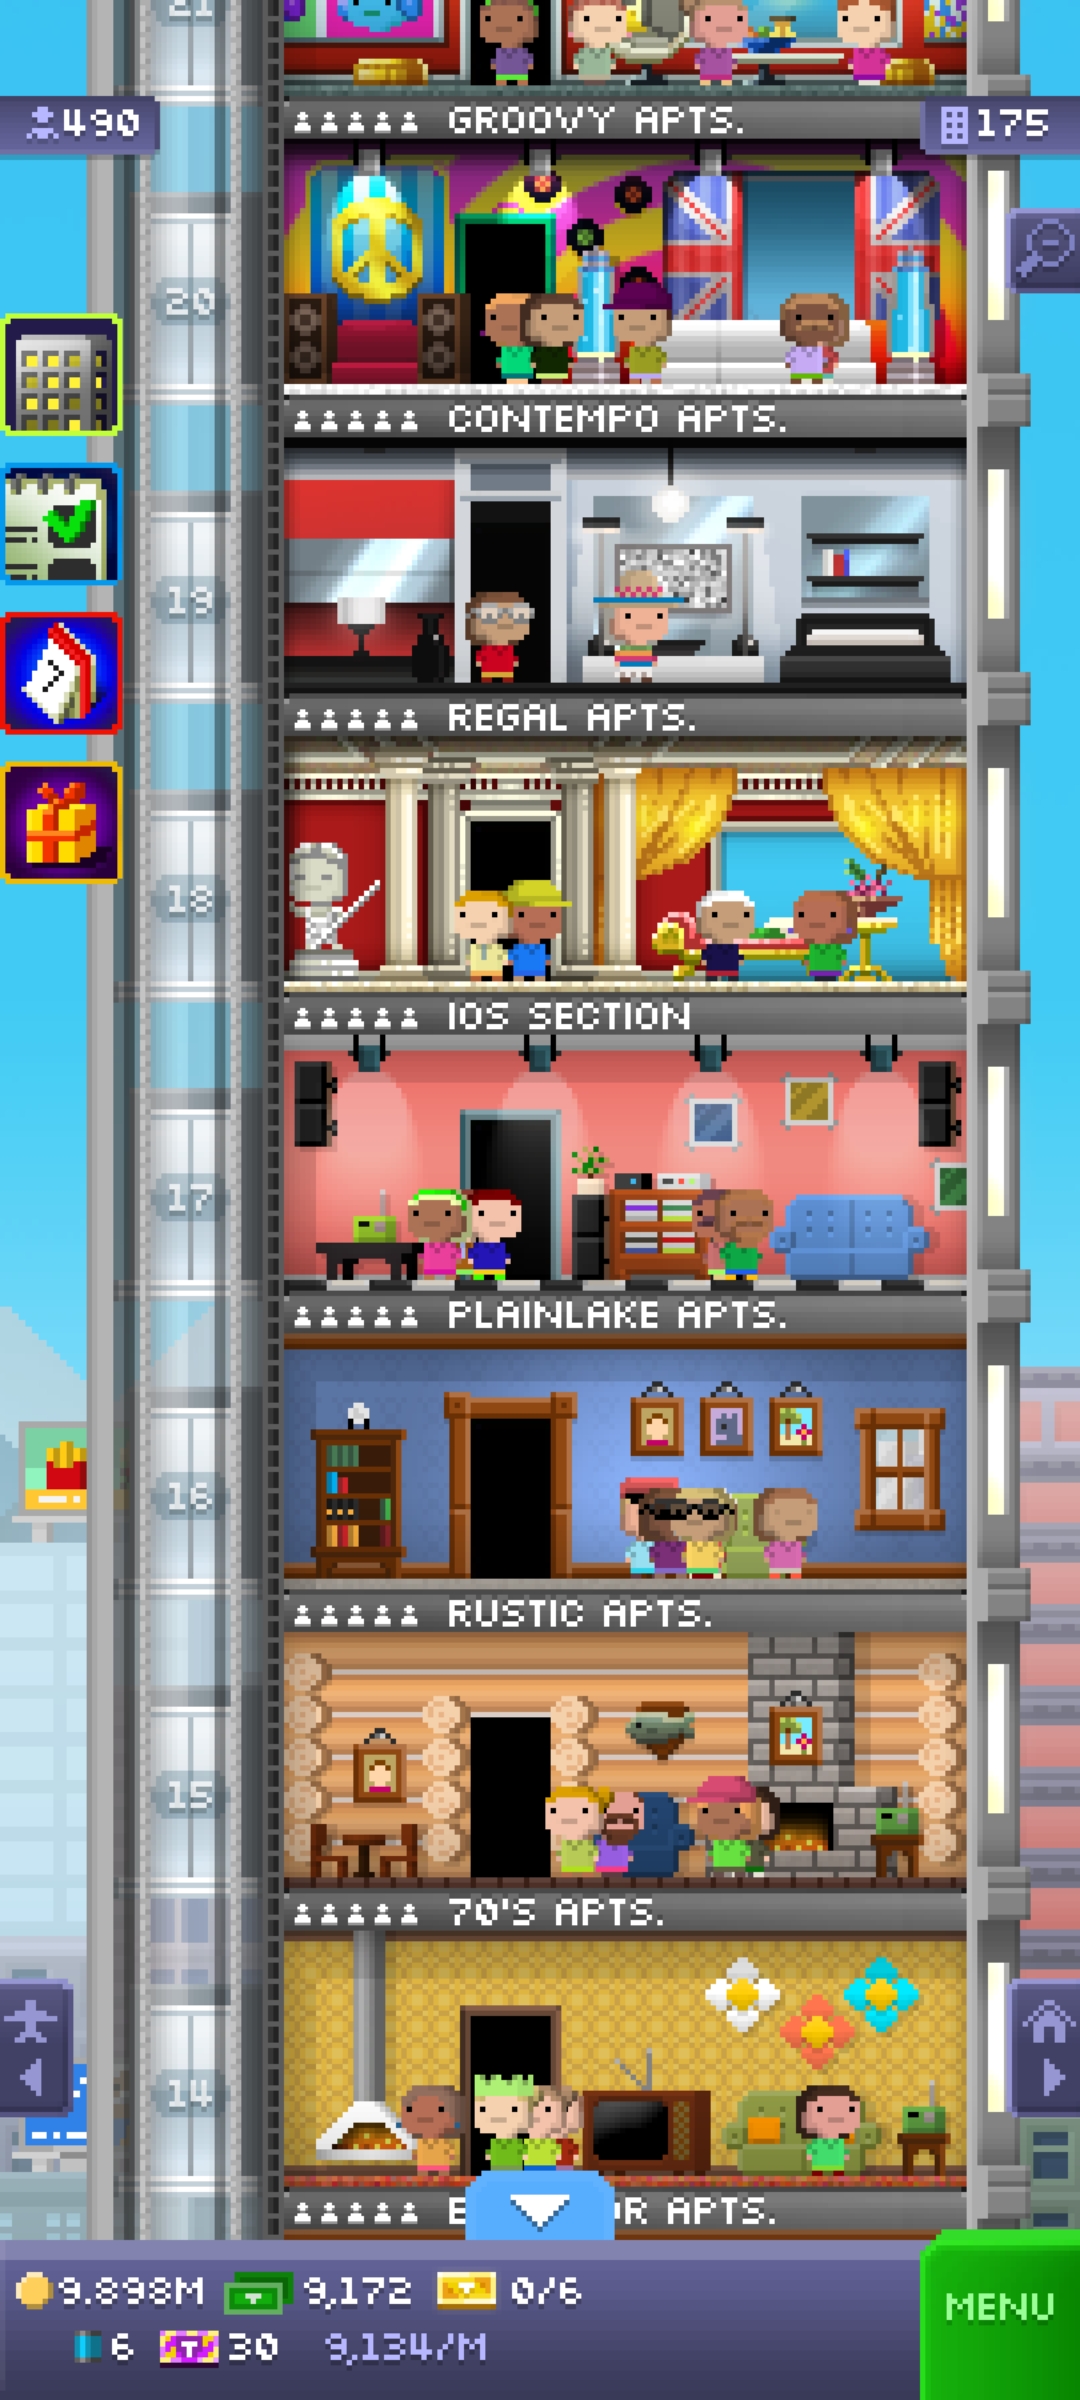 21
490
GROOVY APTS.
175
20
CONTEMPO APTS.
19
REGAL APTS.
18
IOS SECTION
17
PLAINLAKE APTS.
16
RUSTIC APTS.
15
70'S APTS.
14
R APTS.
9.898M 9,172 0/6
6 T 30 9,134/M
MENU